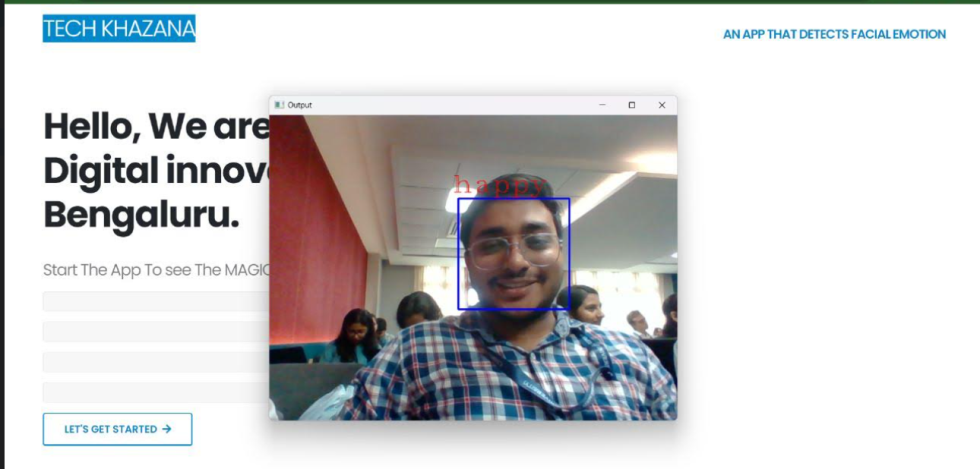 TECH KHAZANA
AN APP THAT DETECTS FACIAL EMOTION
Output
Hello, We are
Digital innov
Bengaluru.
happy
Start The App To see The MAGIC
LET'S GET STARTED →